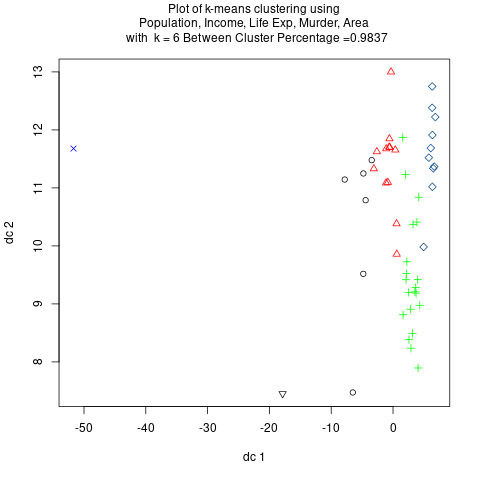 Plot of k-means clustering using
Population, Income, Life Exp, Murder, Area
with k = 6 Between Cluster Percentage =0.9837
13
12
11
10
9
8
dc 2
-50
-40
-30
-20
-10
0
dc 1